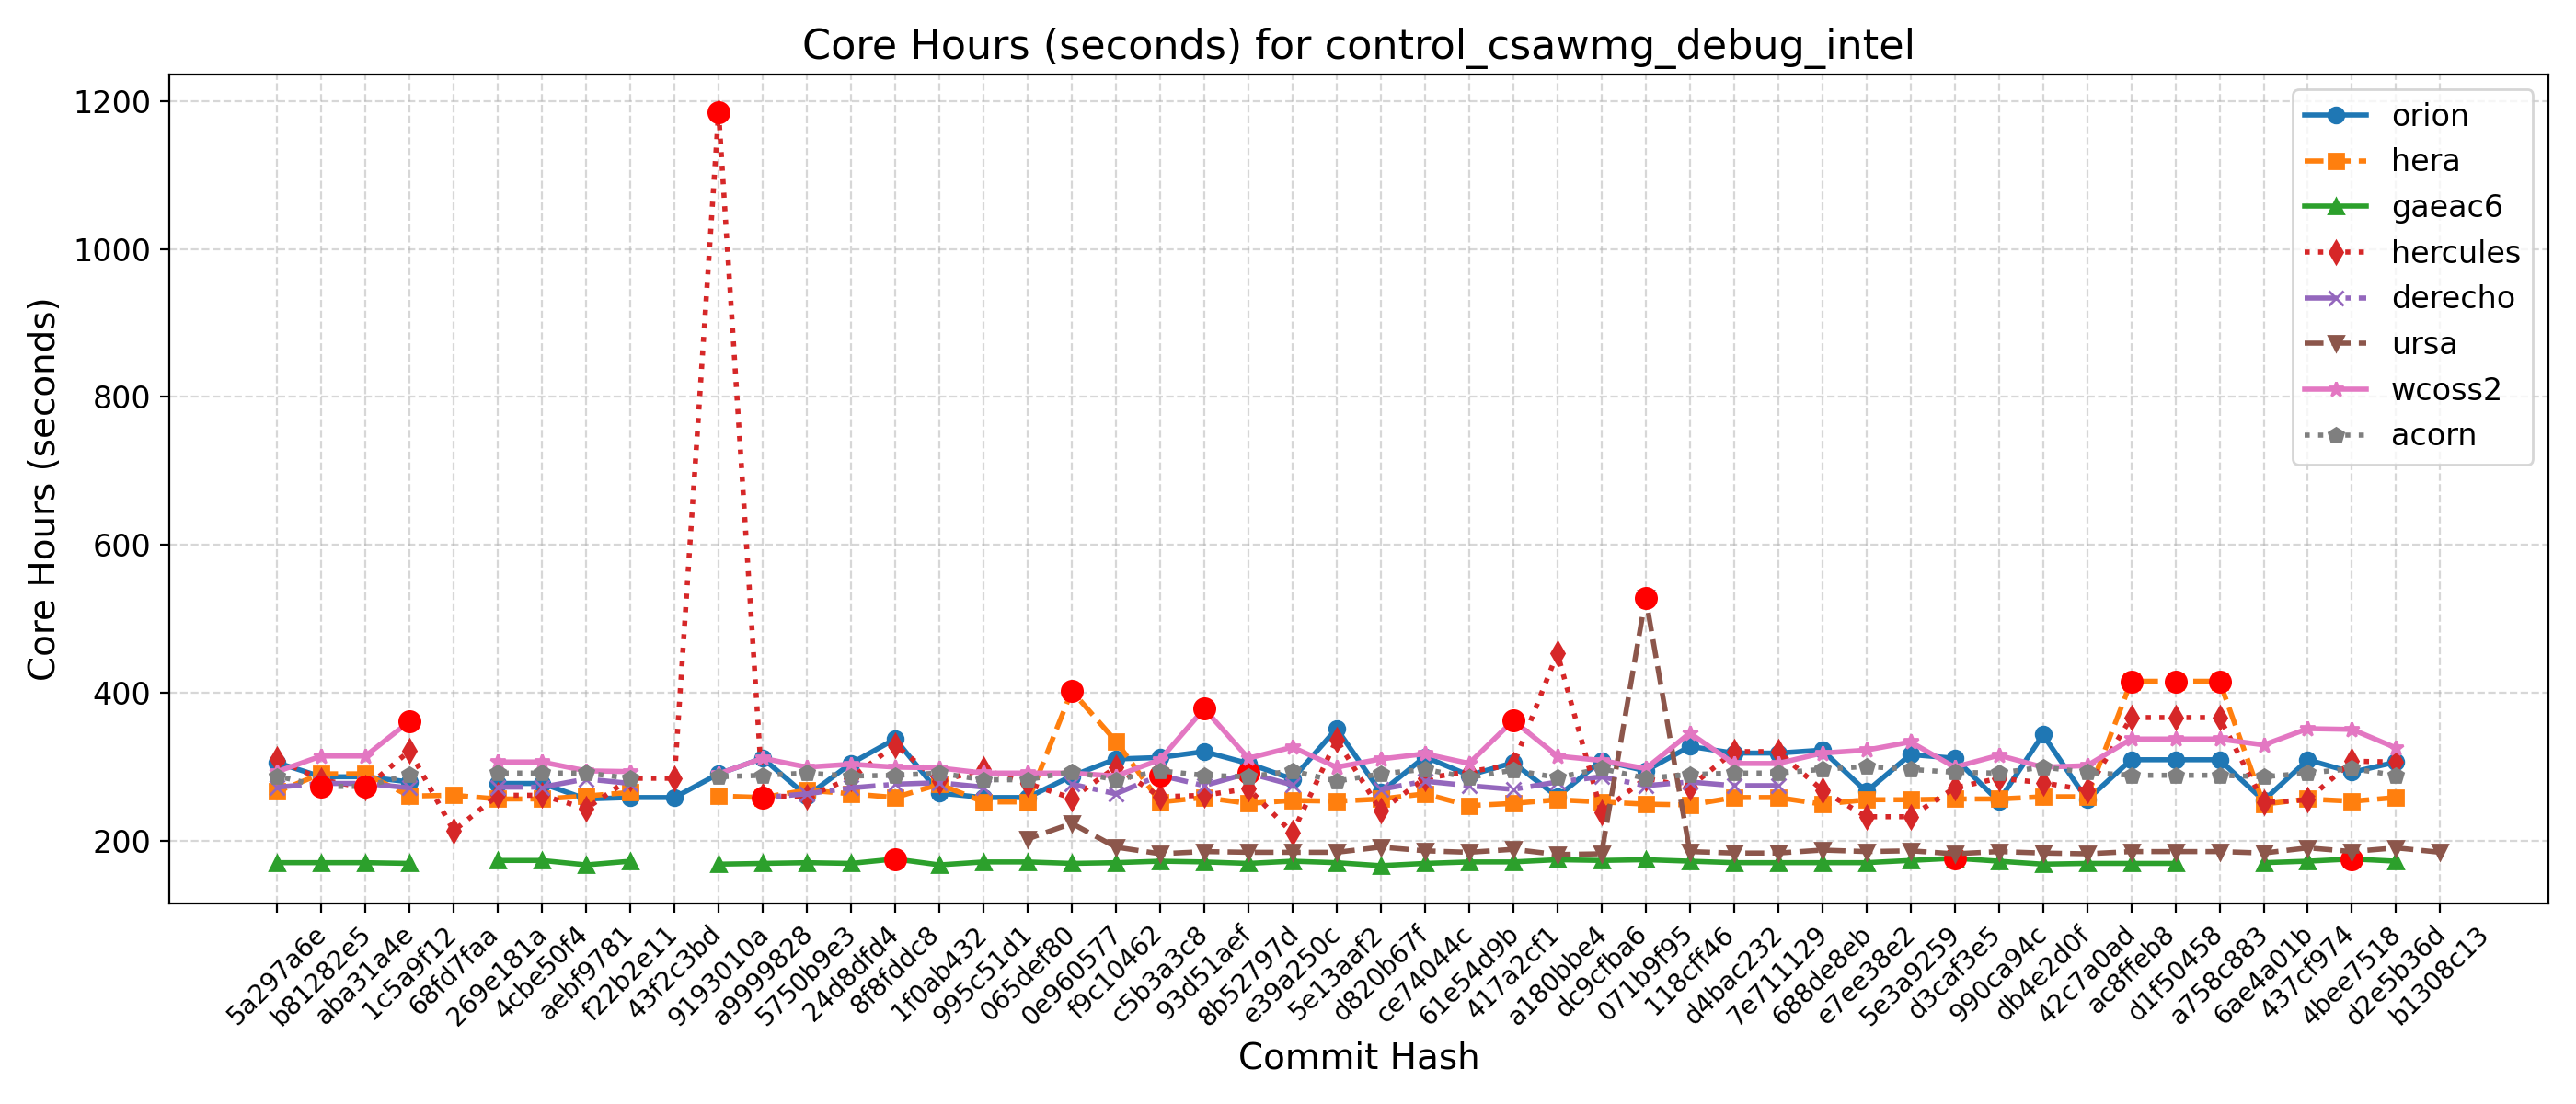 Core Hours (seconds) for control_csawmg_debug_intel
Core Hours (seconds)
1200
1000
800
600
400
200
orion
hera
gaeac6
hercules
derecho
ursa
wcoss2
acorn
5a297a6e
b81282e5
aba31a4e
1c5a9f12
68fd7faa
269e181a
4cbe50f4
aebf9781
f22b2e11
43f2c3bd
9193010a
a9999828
5750b9e3
24d8dfd4
8f8fddc8
1f0ab432
995c51d1
065def80
0e960577
f9c10462
c5b3a3c8
93d51aef
8b52797d
e39a250c
5e13aaf2
d820b67f
ce74044c
61e54d9b
417a2cf1
a180bbe4
dc9cfba6
071b9f95
118cff46
d4bac232
7e711129
688de8eb
e7ee38e2
5e3a9259
d3caf3e5
990ca94c
db4e2d0f
42c7a0ad
ac8ffeb8
d1f50458
a758c883
6ae4a01b
437cf974
4bee7518
d2e5b36d
b1308c13
Commit Hash